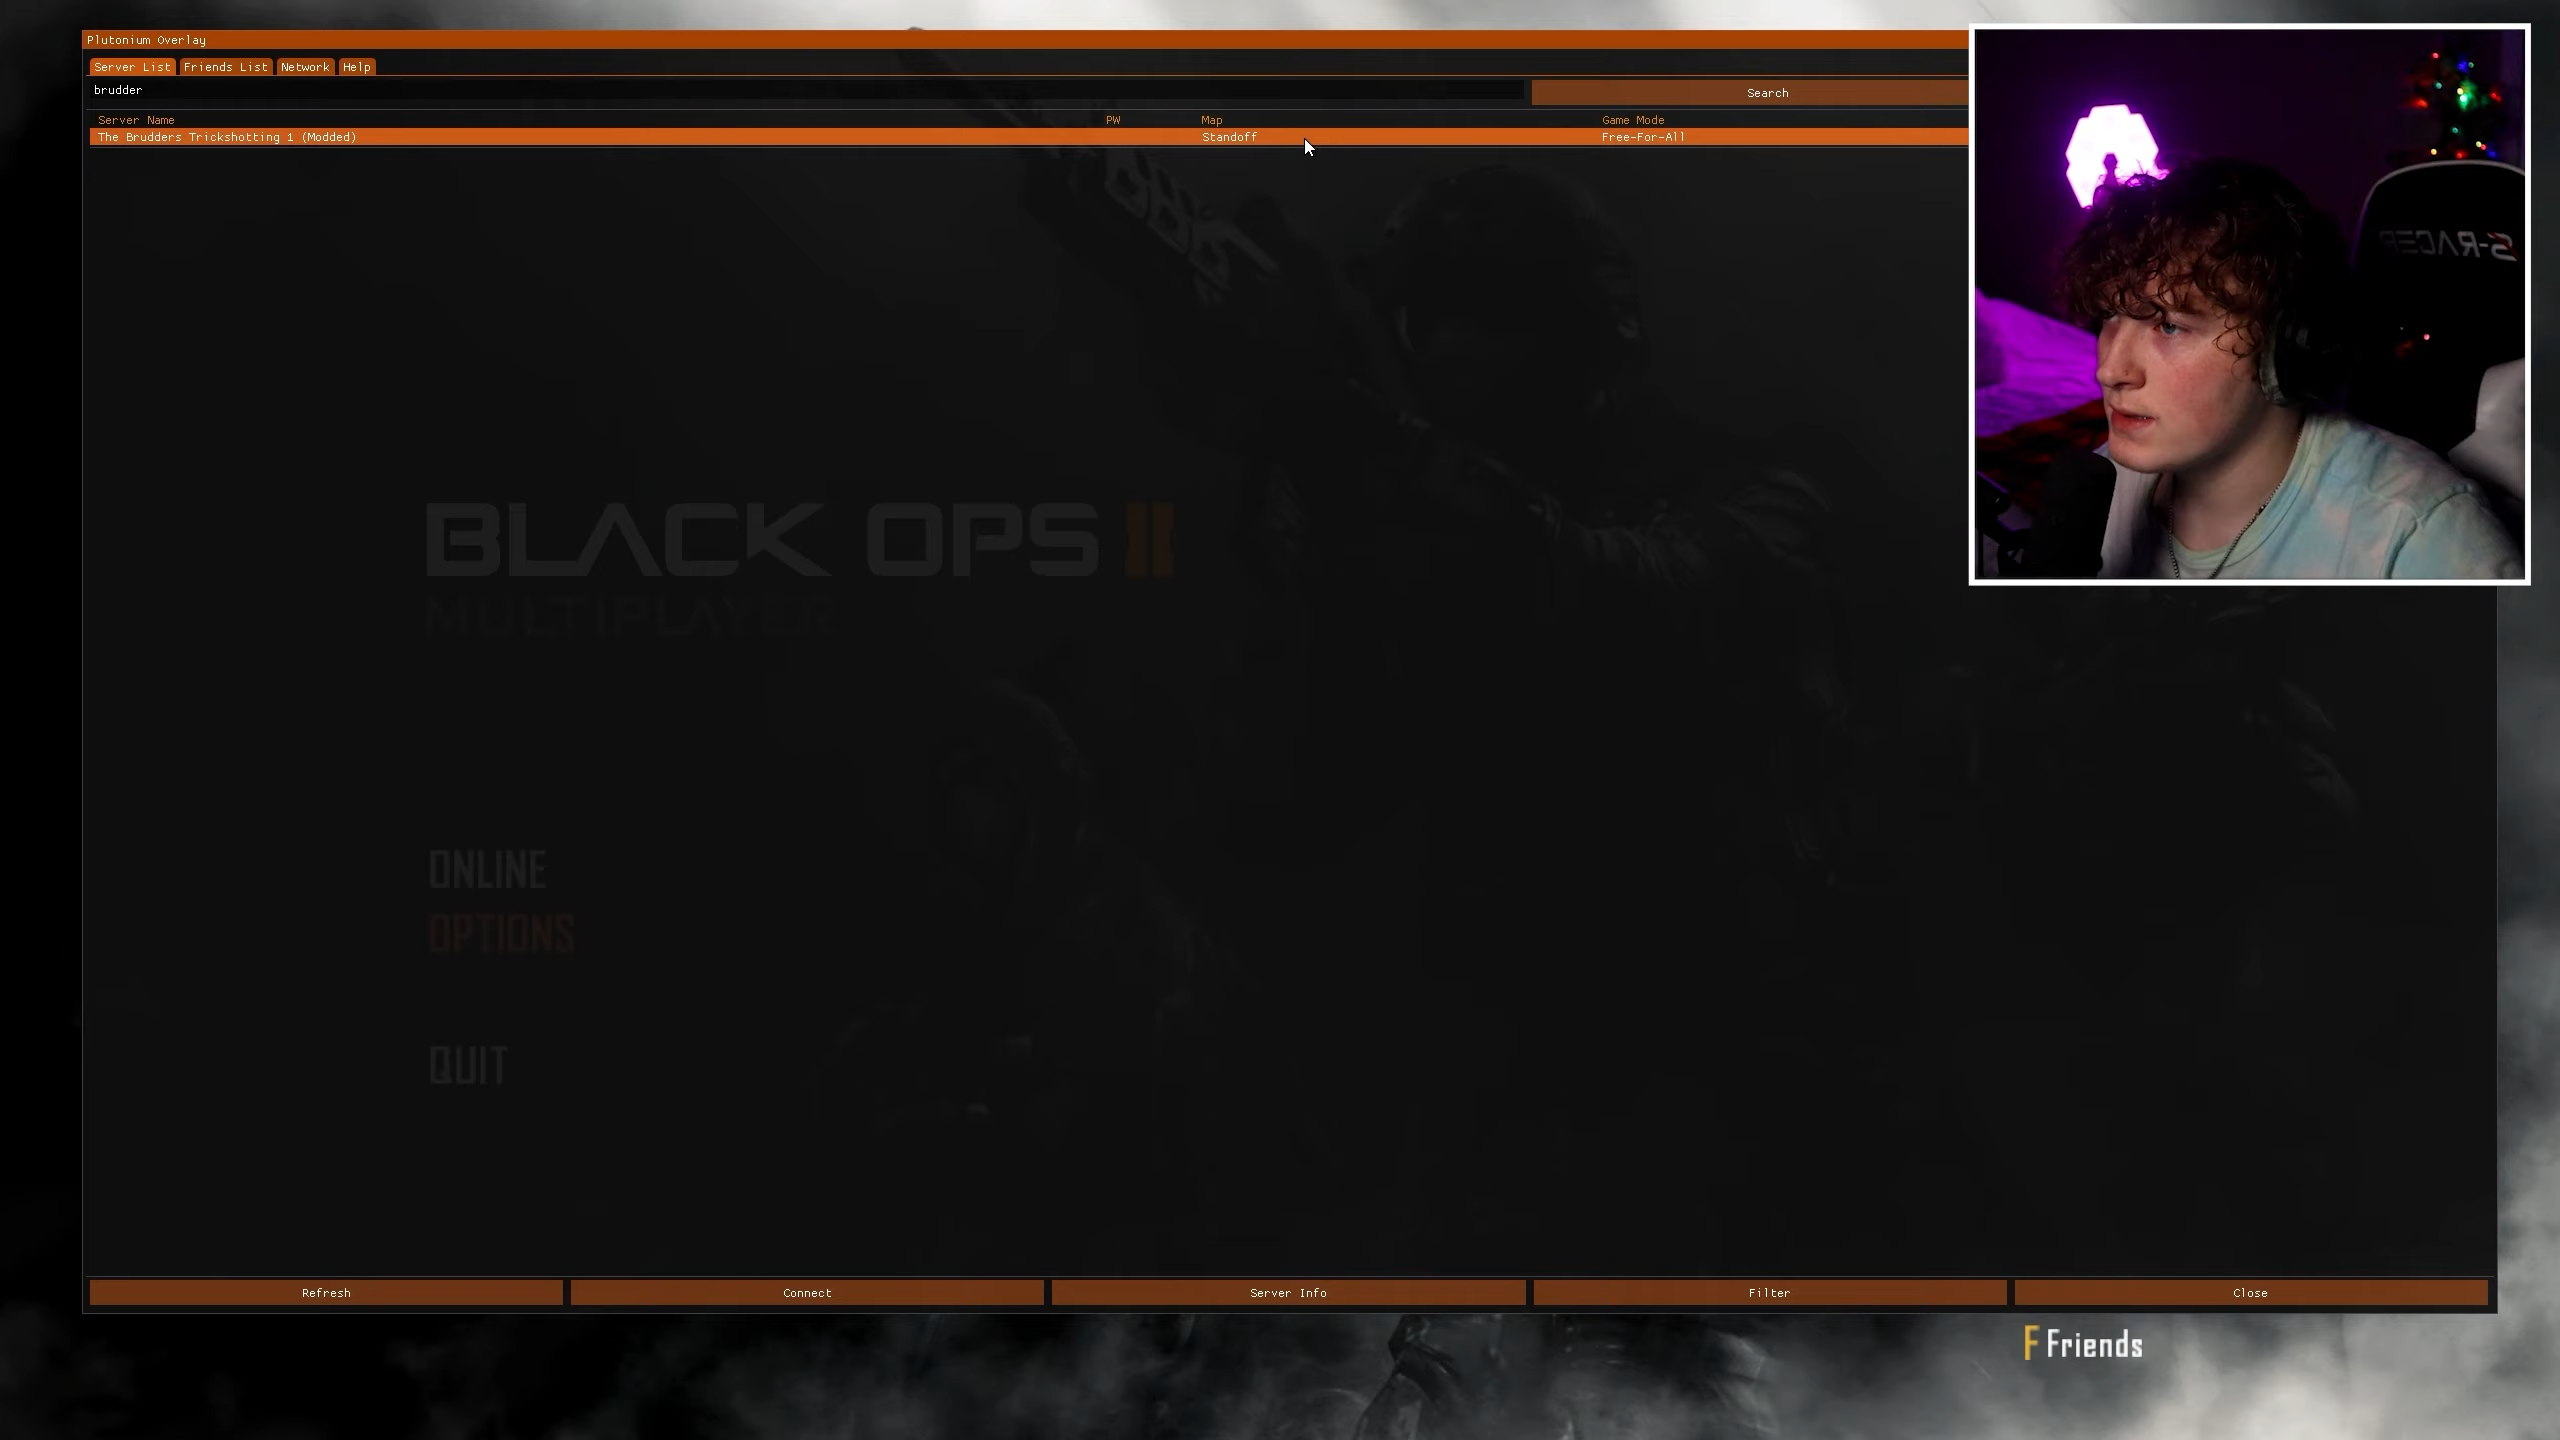 Plutonium Overlay
Server List Friends List Network Help
brudder Search
Server Name PW Map Game Mode
The Brudders Trickshotting 1 (Modded) Standoff Free-For-All
S-RACER
BLACK OPS II
MULTIPLAYER
ONLINE
OPTIONS
QUIT
Refresh Connect Server Info Filter Close
F Friends